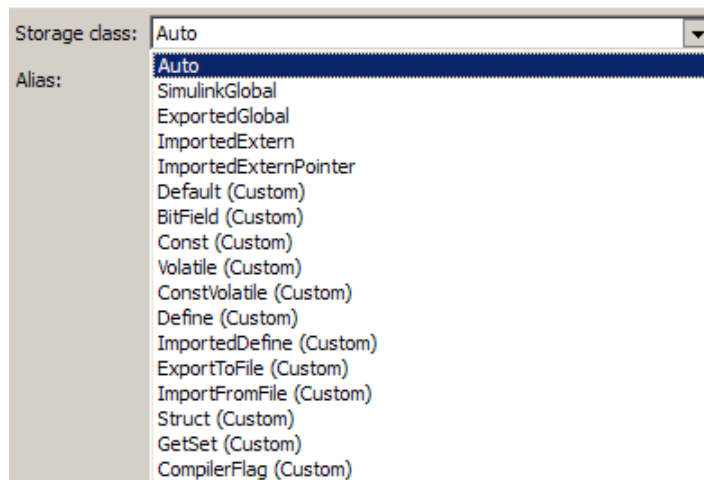 Storage class: Auto
Alias:
Auto
SimulinkGlobal
ExportedGlobal
ImportedExtern
ImportedExternPointer
Default (Custom)
BitField (Custom)
Const (Custom)
Volatile (Custom)
ConstVolatile (Custom)
Define (Custom)
ImportedDefine (Custom)
ExportToFile (Custom)
ImportFromFile (Custom)
Struct (Custom)
GetSet (Custom)
CompilerFlag (Custom)